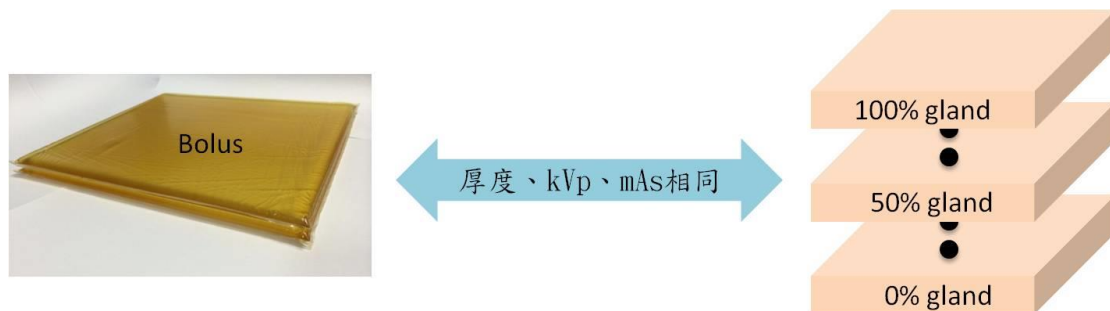 Bolus
厚度、kVp、mAs相同
100% gland
50% gland
0% gland